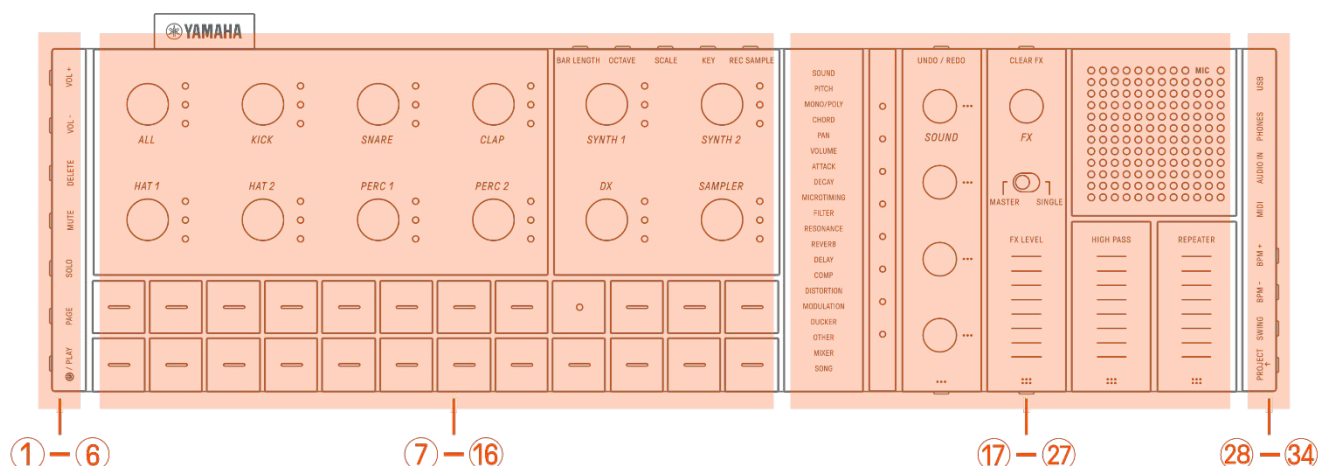 YAMAHA
VOL +
VOL -
DELETE
MUTE
SOLO
PAGE
/ PLAY
BAR LENGTH OCTAVE SCALE KEY REC SAMPLE
ALL KICK SNARE CLAP SYNTH 1 SYNTH 2
HAT 1 HAT 2 PERC 1 PERC 2 DX SAMPLER
SOUND
PITCH
MONO/POLY
CHORD
PAN
VOLUME
ATTACK
DECAY
MICROTIMING
FILTER
RESONANCE
REVERB
DELAY
COMP
DISTORTION
MODULATION
DUCKER
OTHER
MIXER
SONG
UNDO / REDO
SOUND
CLEAR FX
FX
MASTER SINGLE
MIC
FX LEVEL HIGH PASS REPEATER
USB
PHONES
AUDIO IN
MIDI
BPM +
BPM -
SWING
PROJECT
1 – 6 7 – 16 17 – 27 28 – 34